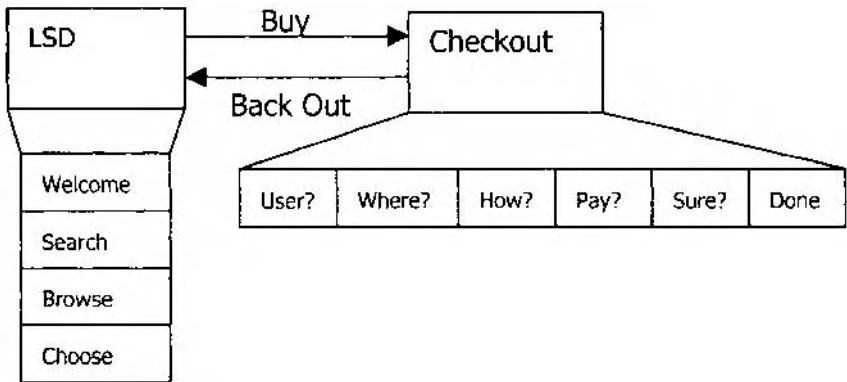 LSD
Buy
Checkout
Back Out
Welcome
Search
Browse
Choose
User? Where? How? Pay? Sure? Done